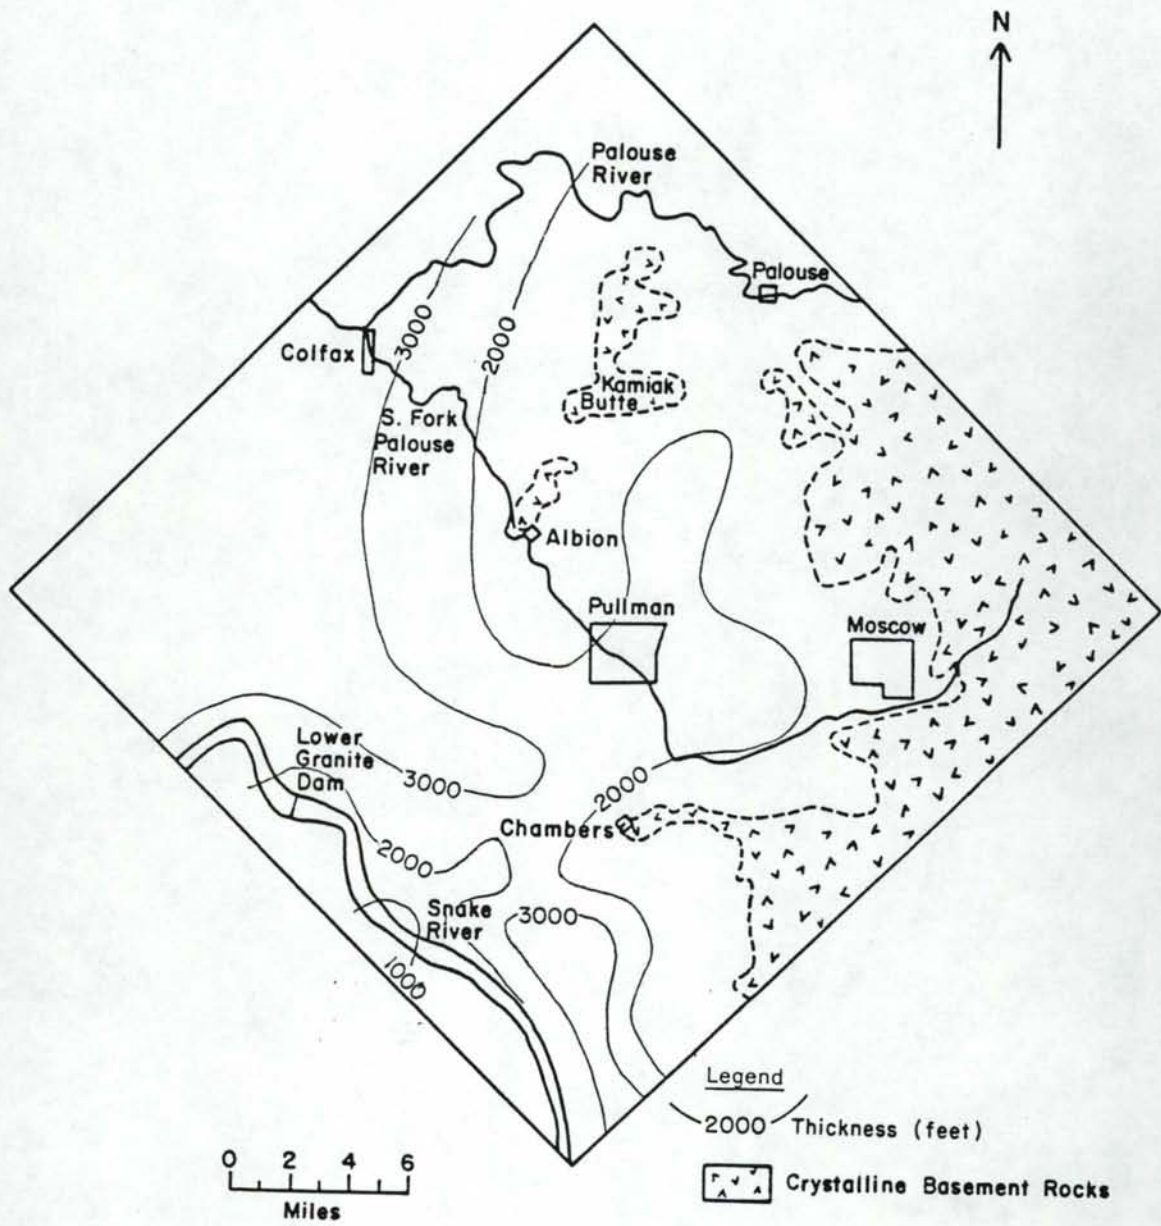 N
Palouse
River
Palouse
3000
2000
Colfax
Kamiak
Butte
S. Fork
Palouse
River
Albion
Pullman
Moscow
Lower
Granite
Dam
3000
2000
Chambers
2000
Snake
River
3000
1000
Legend
2000 Thickness (feet)
0 2 4 6
Miles
Crystalline Basement Rocks